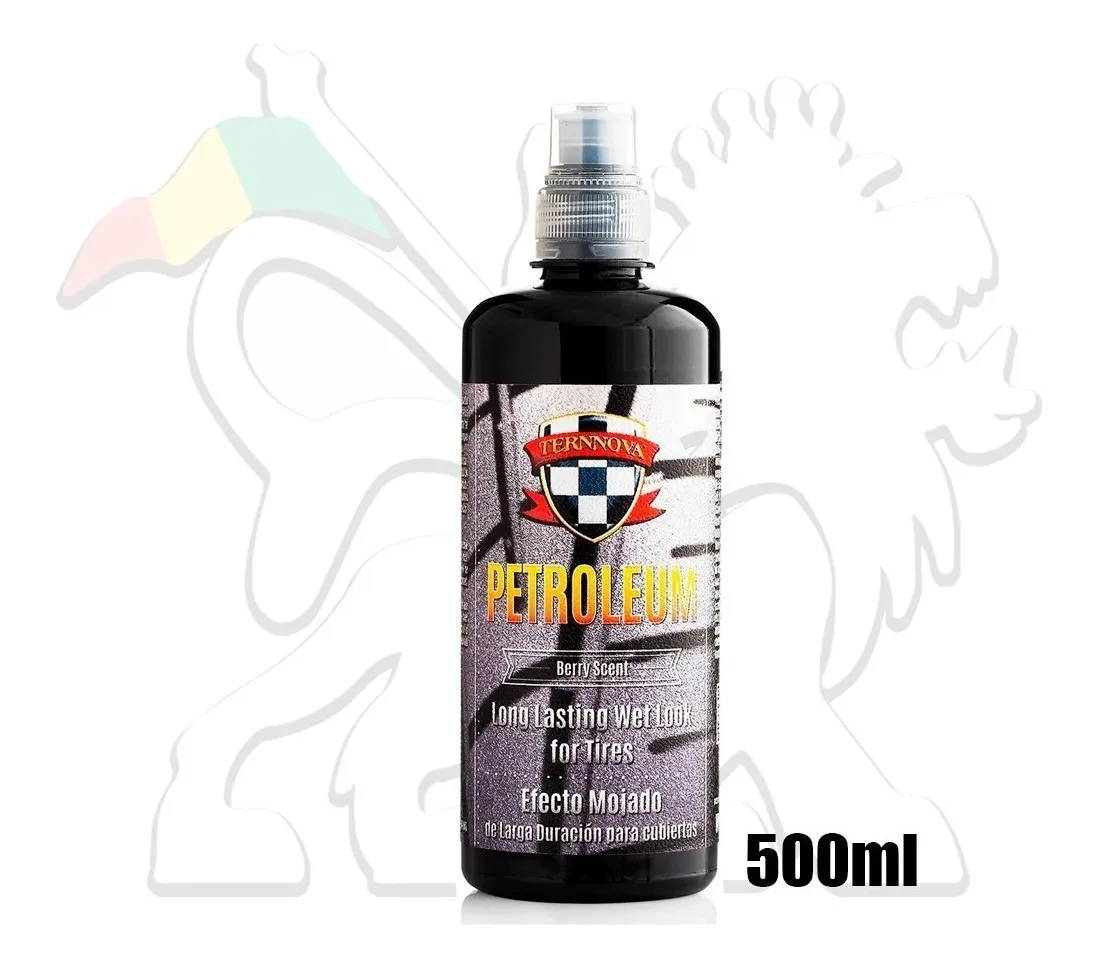 TERNNOVA
PETROLEUM
Berry Scent
Long Lasting Wet Look
for Tires
Efecto Mojado
de Larga Duración para cubiertas
500ml